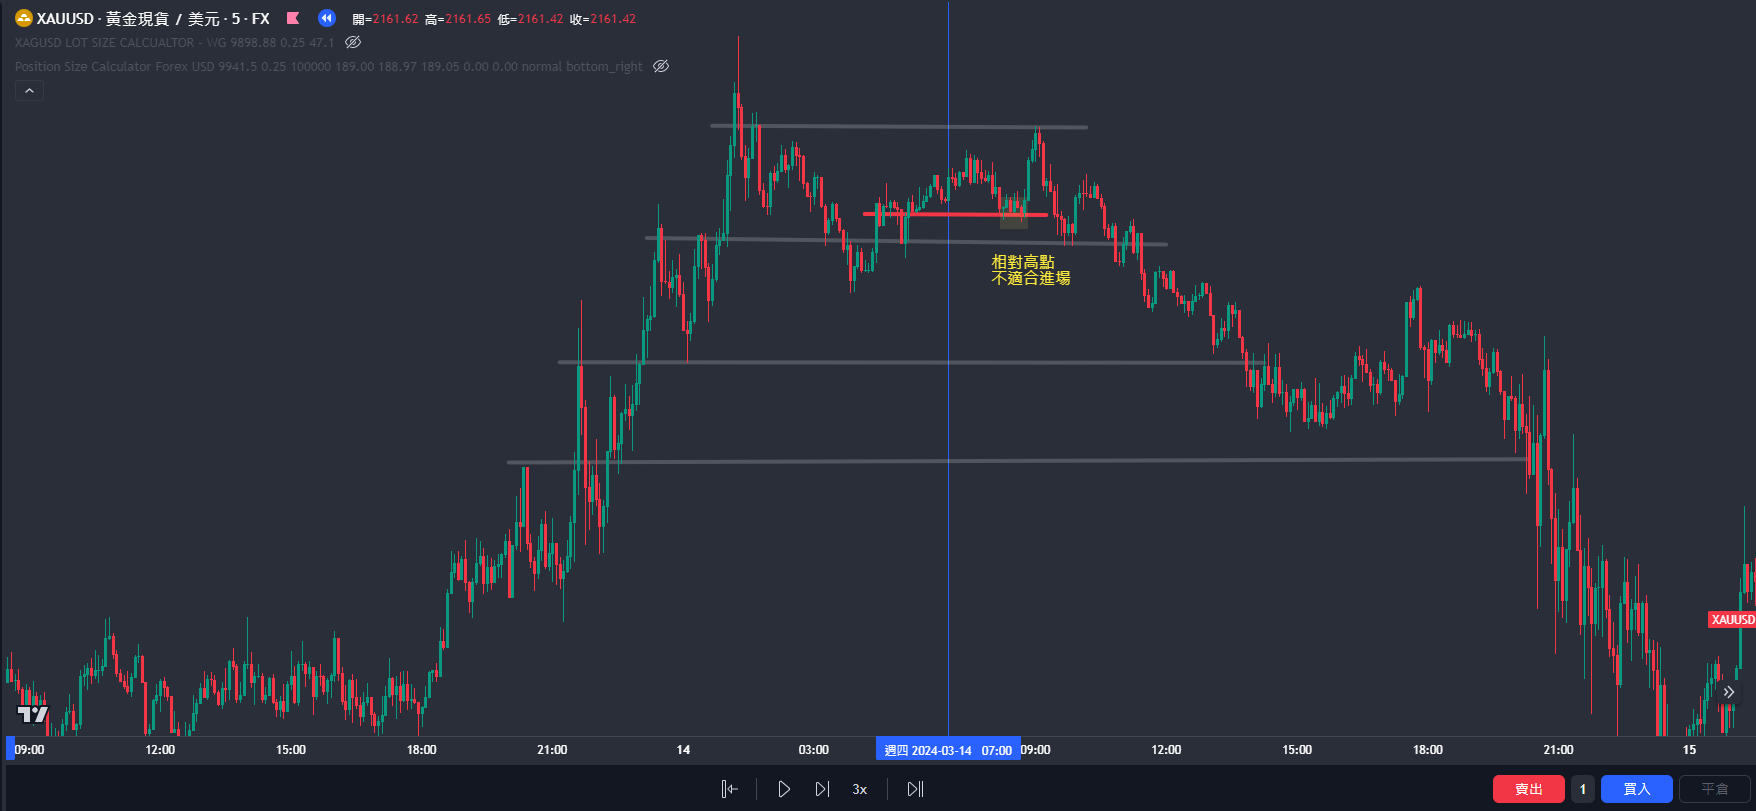 XAUUSD · 黃金現貨 / 美元 · 5 · FX 開=2161.62 高=2161.65 低=2161.42 收=2161.42
XAGUSD LOT SIZE CALCUALTOR - WG 9898.88 0.25 47.1
Position Size Calculator Forex USD 9941.5 0.25 100000 189.00 188.97 189.05 0.00 0.00 normal bottom_right
相對高點
不適合進場
XAUUSD
09:00 12:00 15:00 18:00 21:00 14 03:00 週四 2024-03-14 07:00 09:00 12:00 15:00 18:00 21:00 15
3x 賣出 1 買入 平倉